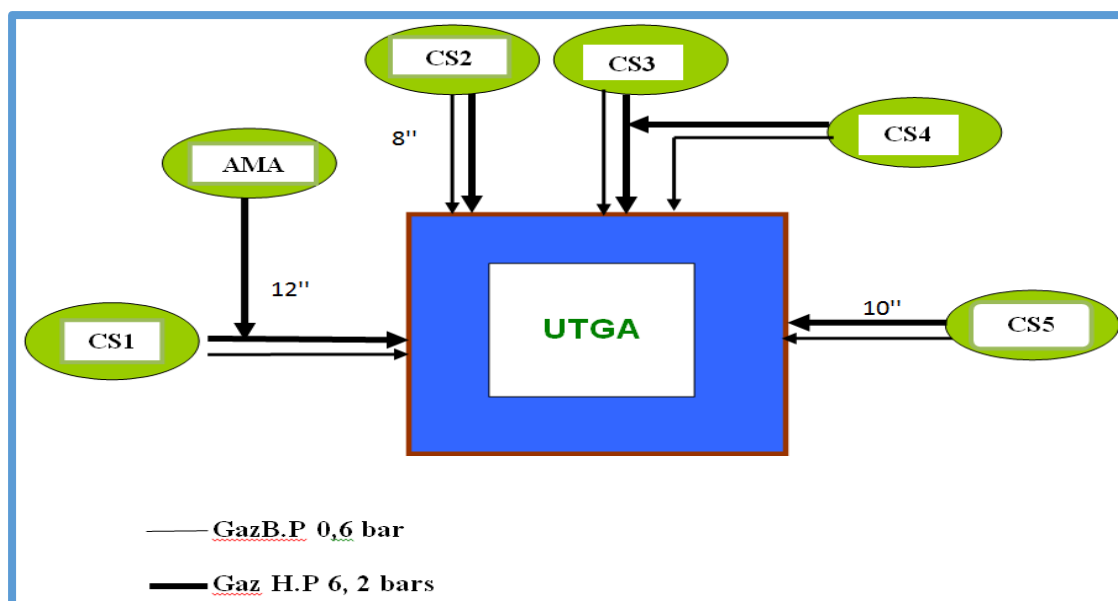 CS2
CS3
8''
CS4
AMA
12''
10''
CS1
UTGA
CS5
GazB.P 0,6 bar
Gaz H.P 6, 2 bars